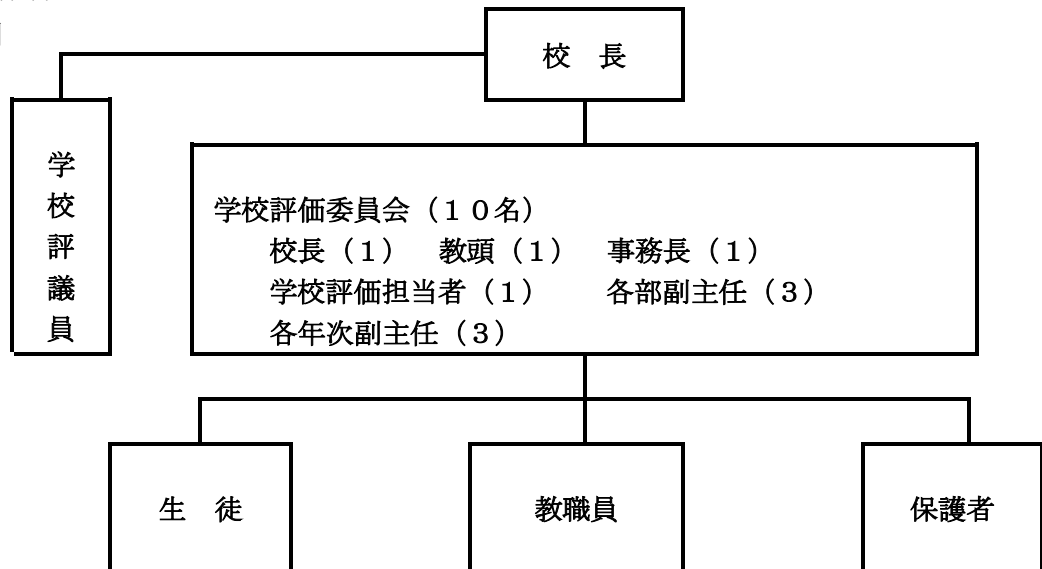 校　長
学校評議員
学校評価委員会（１０名）
校長（１）　教頭（１）　事務長（１）
学校評価担当者（１）　　各部副主任（３）
各年次副主任（３）
生　徒
教職員
保護者